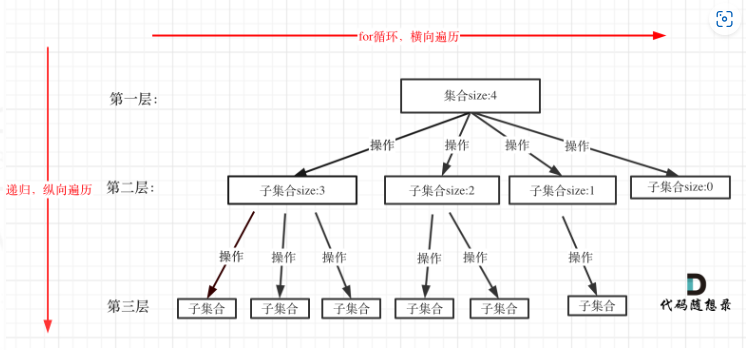 for循环，横向遍历
第一层：
集合size:4
操作
操作
操作
操作
递归，纵向遍历
第二层：
子集合size:3
子集合size:2
子集合size:1
子集合size:0
操作
操作
操作
操作
操作
操作
第三层
子集合
子集合
子集合
子集合
子集合
子集合
代码随想录